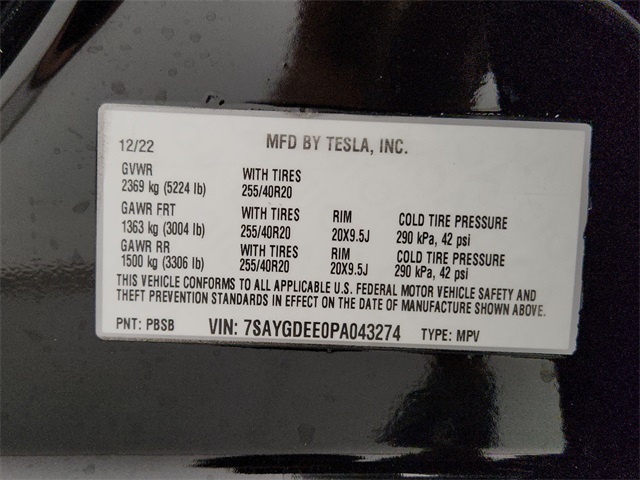 12/22 MFD BY TESLA, INC.
GVWR WITH TIRES
2369 kg (5224 lb) 255/40R20
GAWR FRT WITH TIRES RIM COLD TIRE PRESSURE
1363 kg (3004 lb) 255/40R20 20X9.5J 290 kPa, 42 psi
GAWR RR WITH TIRES RIM COLD TIRE PRESSURE
1500 kg (3306 lb) 255/40R20 20X9.5J 290 kPa, 42 psi
THIS VEHICLE CONFORMS TO ALL APPLICABLE U.S. FEDERAL MOTOR VEHICLE SAFETY AND
THEFT PREVENTION STANDARDS IN EFFECT ON THE DATE OF MANUFACTURE SHOWN ABOVE.
PNT: PBSB VIN: 7SAYGDEE0PA043274 TYPE: MPV